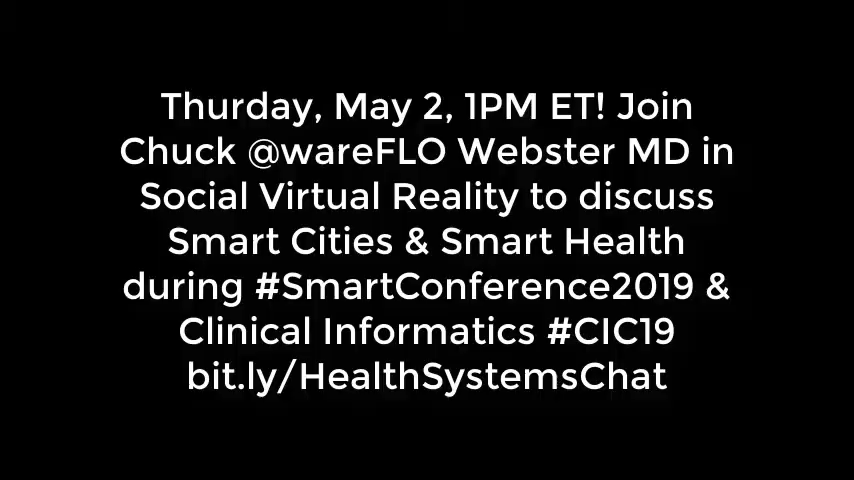 Thurday, May 2, 1PM ET! Join
Chuck @wareFLO Webster MD in
Social Virtual Reality to discuss
Smart Cities & Smart Health
during #SmartConference2019 &
Clinical Informatics #CIC19
bit.ly/HealthSystemsChat